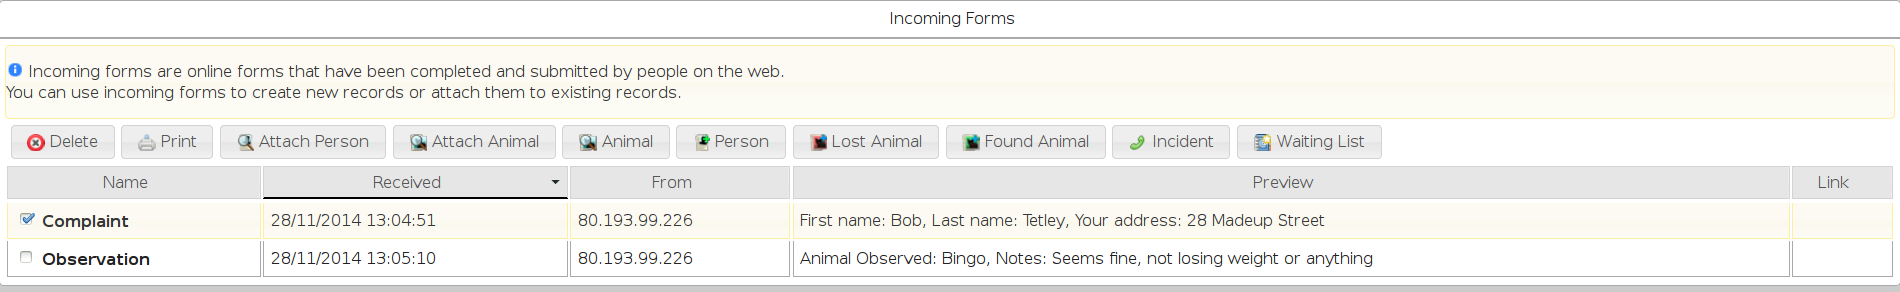 Incoming Forms
Incoming forms are online forms that have been completed and submitted by people on the web.
You can use incoming forms to create new records or attach them to existing records.
Delete Print Attach Person Attach Animal Animal Person Lost Animal Found Animal Incident Waiting List
Name Received From Preview Link
Complaint 28/11/2014 13:04:51 80.193.99.226 First name: Bob, Last name: Tetley, Your address: 28 Madeup Street
Observation 28/11/2014 13:05:10 80.193.99.226 Animal Observed: Bingo, Notes: Seems fine, not losing weight or anything